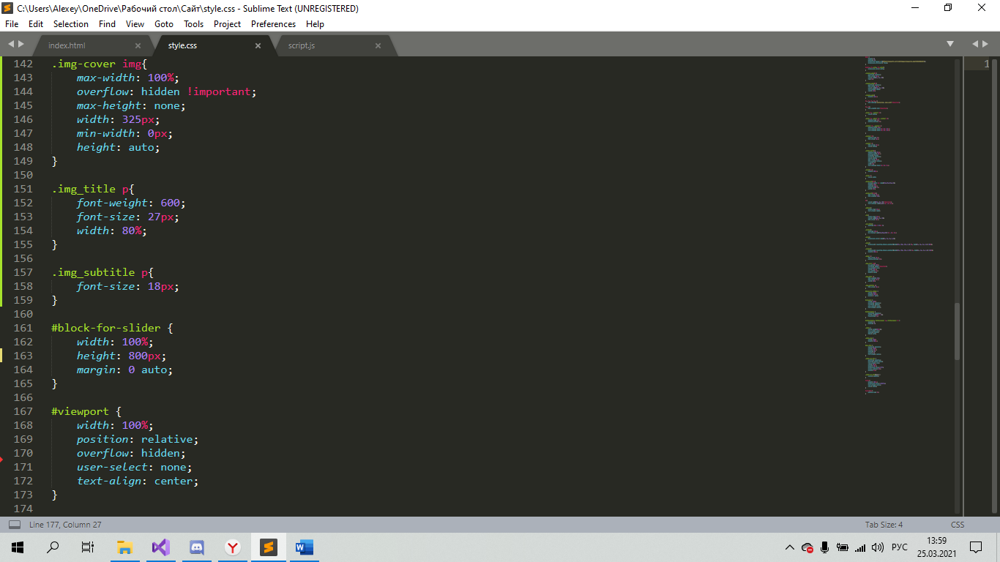 C:\Users\Alexey\OneDrive\Рабочий стол\Сайт\style.css - Sublime Text (UNREGISTERED)
File Edit Selection Find View Goto Tools Project Preferences Help
index.html style.css script.js
142 .img-cover img{
1
143 max-width: 100%;
144 overflow: hidden !important;
145 max-height: none;
146 width: 325px;
147 min-width: 0px;
148 height: auto;
149 }
150
151 .img_title p{
152 font-weight: 600;
153 font-size: 27px;
154 width: 80%;
155 }
156
157 .img_subtitle p{
158 font-size: 18px;
159 }
160
161 #block-for-slider {
162 width: 100%;
163 height: 800px;
164 margin: 0 auto;
165 }
166
167 #viewport {
168 width: 100%;
169 position: relative;
170 overflow: hidden;
171 user-select: none;
172 text-align: center;
173 }
174
Line 177, Column 27 Tab Size: 4 CSS
РУС
13:59
25.03.2021